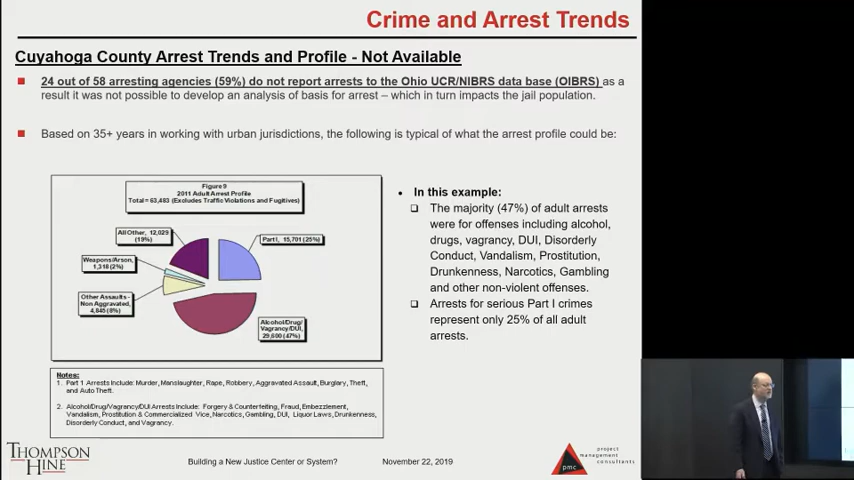 Crime and Arrest Trends
Cuyahoga County Arrest Trends and Profile - Not Available
24 out of 58 arresting agencies (59%) do not report arrests to the Ohio UCR/NIBRS data base (OIBRS) as a
result it was not possible to develop an analysis of basis for arrest – which in turn impacts the jail population.
Based on 35+ years in working with urban jurisdictions, the following is typical of what the arrest profile could be:
Figure 9
2011 Adult Arrest Profile
Total = 63,483 (Excludes Traffic Violations and Fugitives)
All Other, 12,029
(19%)
Part I, 15,701 (25%)
Weapons/Arson,
1,318 (2%)
Other Assaults -
Non Aggravated,
4,845 (8%)
Alcohol/Drug/
Vagrancy/DUI,
29,600 (47%)
In this example:
The majority (47%) of adult arrests
were for offenses including alcohol,
drugs, vagrancy, DUI, Disorderly
Conduct, Vandalism, Prostitution,
Drunkenness, Narcotics, Gambling
and other non-violent offenses.
Arrests for serious Part I crimes
represent only 25% of all adult
arrests.
Notes:
1. Part 1 Arrests Include: Murder, Manslaughter, Rape, Robbery, Aggravated Assault, Burglary, Theft,
and Auto Theft.
2. Alcohol/Drug/Vagrancy/DUI Arrests Include: Forgery & Counterfeiting, Fraud, Embezzlement,
Vandalism, Prostitution & Commercialized Vice, Narcotics, Gambling, DUI, Liquor Laws, Drunkenness,
Disorderly Conduct, and Vagrancy.
THOMPSON
HINE
Building a New Justice Center or System?
November 22, 2019
pmc
project
management
consultants